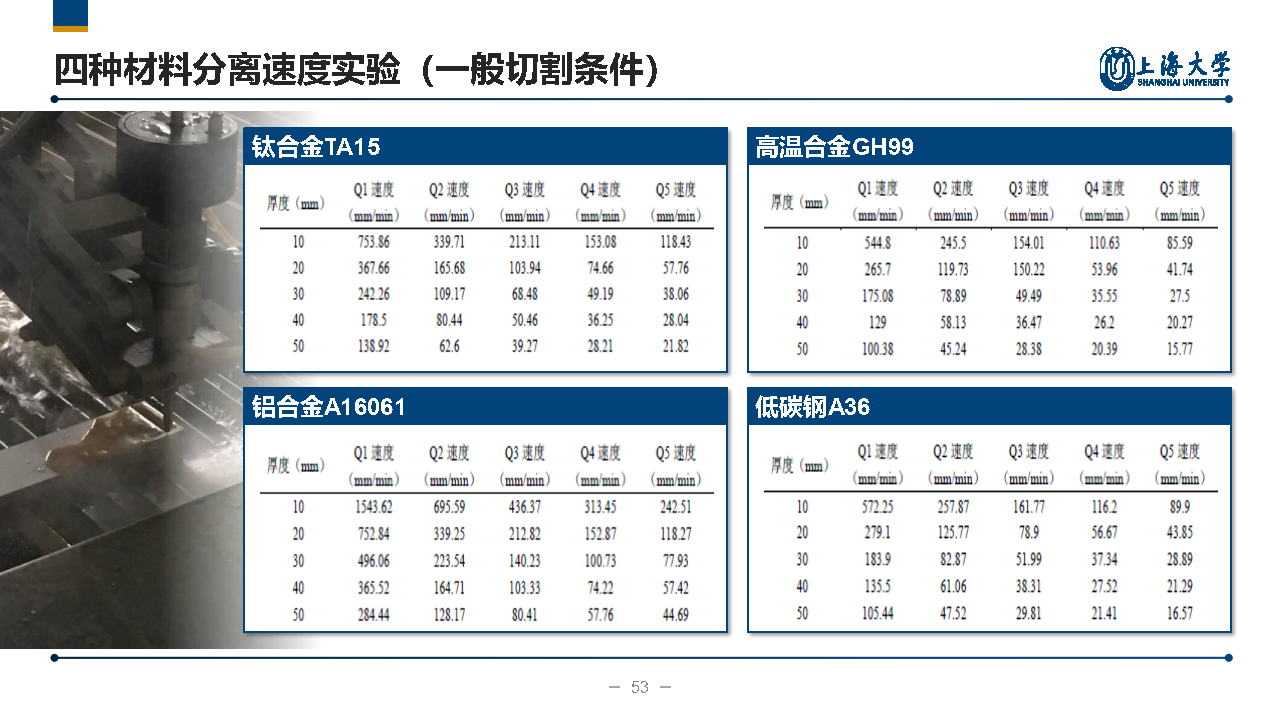 四种材料分离速度实验（一般切割条件）
上海大学
SHANGHAI UNIVERSITY
钛合金TA15
厚度（mm） Q1 速度（mm/min） Q2 速度（mm/min） Q3 速度（mm/min） Q4 速度（mm/min） Q5 速度（mm/min）
10 753.86 339.71 213.11 153.08 118.43
20 367.66 165.68 103.94 74.66 57.76
30 242.26 109.17 68.48 49.19 38.06
40 178.5 80.44 50.46 36.25 28.04
50 138.92 62.6 39.27 28.21 21.82
高温合金GH99
厚度（mm） Q1 速度（mm/min） Q2 速度（mm/min） Q3 速度（mm/min） Q4 速度（mm/min） Q5 速度（mm/min）
10 544.8 245.5 154.01 110.63 85.59
20 265.7 119.73 150.22 53.96 41.74
30 175.08 78.89 49.49 35.55 27.5
40 129 58.13 36.47 26.2 20.27
50 100.38 45.24 28.38 20.39 15.77
铝合金A16061
厚度（mm） Q1 速度（mm/min） Q2 速度（mm/min） Q3 速度（mm/min） Q4 速度（mm/min） Q5 速度（mm/min）
10 1543.62 695.59 436.37 313.45 242.51
20 752.84 339.25 212.82 152.87 118.27
30 496.06 223.54 140.23 100.73 77.93
40 365.52 164.71 103.33 74.22 57.42
50 284.44 128.17 80.41 57.76 44.69
低碳钢A36
厚度（mm） Q1 速度（mm/min） Q2 速度（mm/min） Q3 速度（mm/min） Q4 速度（mm/min） Q5 速度（mm/min）
10 572.25 257.87 161.77 116.2 89.9
20 279.1 125.77 78.9 56.67 43.85
30 183.9 82.87 51.99 37.34 28.89
40 135.5 61.06 38.31 27.52 21.29
50 105.44 47.52 29.81 21.41 16.57
— 53 —